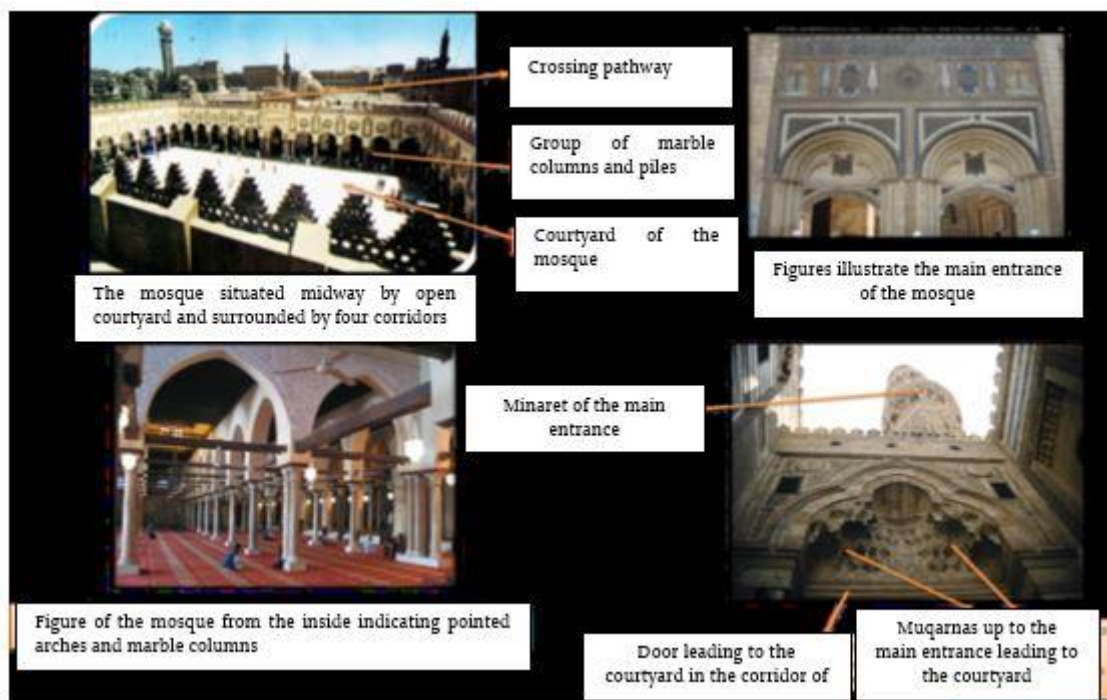 Crossing pathway
Group of marble
columns and piles
Courtyard of the
mosque
The mosque situated midway by open
courtyard and surrounded by four corridors
Figures illustrate the main entrance
of the mosque
Minaret of the main
entrance
Figure of the mosque from the inside indicating pointed
arches and marble columns
Door leading to the
courtyard in the corridor of
Muqarnas up to the
main entrance leading to
the courtyard